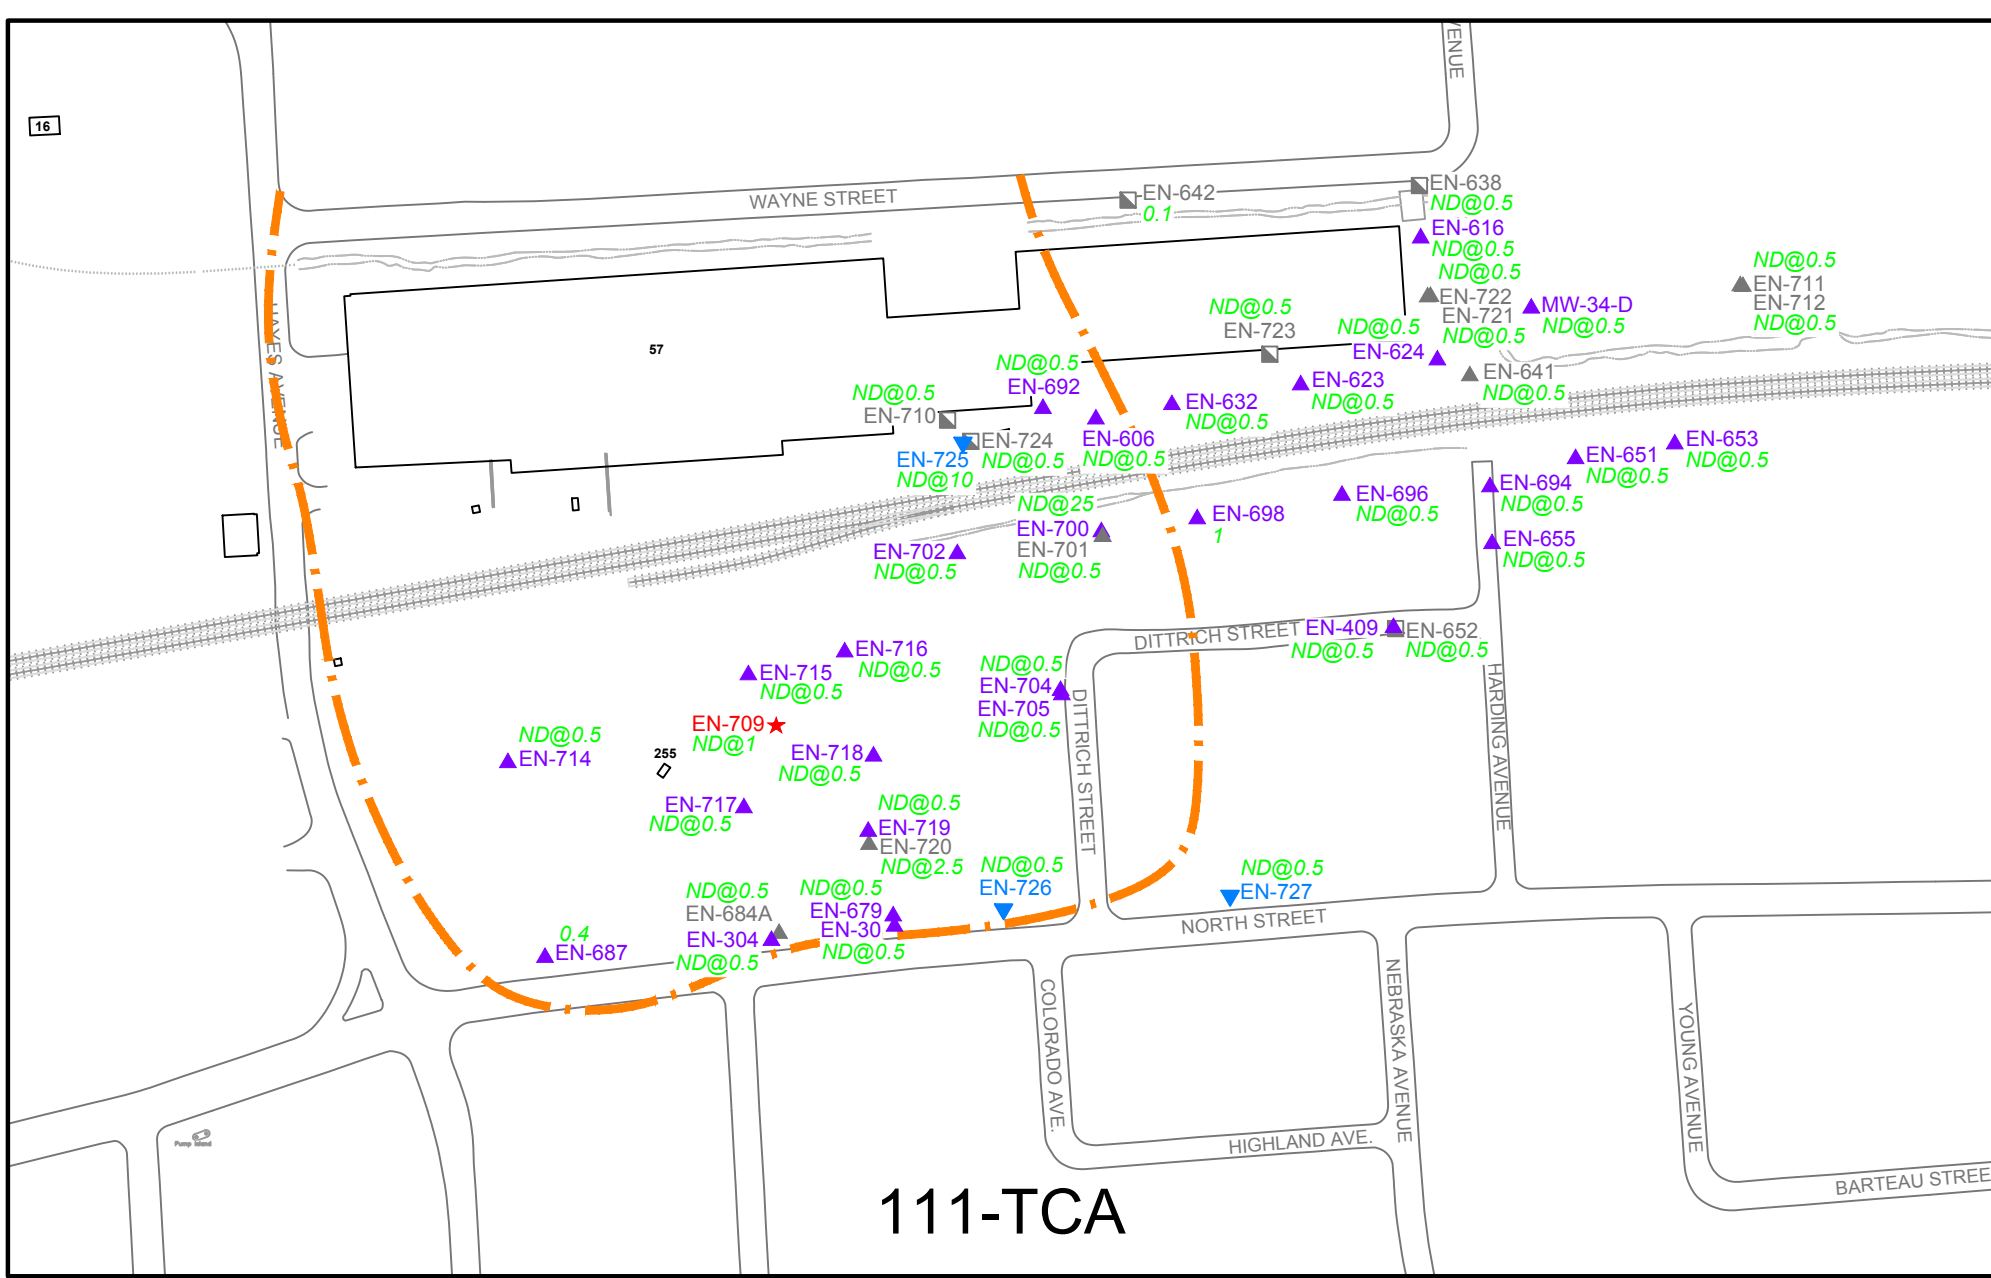 VENUE
16
WAYNE STREET
EN-642
0.1
EN-638
ND@0.5
EN-616
ND@0.5
ND@0.5
EN-722
EN-721
ND@0.5
MW-34-D
ND@0.5
ND@0.5
EN-711
EN-712
ND@0.5
HAYES AVENUE
57
ND@0.5
EN-723
ND@0.5
EN-624
EN-641
ND@0.5
ND@0.5
EN-692
EN-623
ND@0.5
EN-632
ND@0.5
ND@0.5
EN-710
EN-724
ND@0.5
EN-725
ND@10
EN-606
ND@0.5
EN-653
ND@0.5
EN-651
ND@0.5
EN-694
ND@0.5
EN-696
ND@0.5
EN-698
1
ND@25
EN-700
EN-701
ND@0.5
EN-702
ND@0.5
EN-655
ND@0.5
DITTRICH STREET
EN-409
ND@0.5
EN-652
ND@0.5
EN-716
ND@0.5
EN-715
ND@0.5
ND@0.5
EN-704
EN-705
ND@0.5
DITTRICH STREET
HARDING AVENUE
EN-709
ND@1
ND@0.5
EN-714
255
EN-718
ND@0.5
EN-717
ND@0.5
ND@0.5
EN-719
EN-720
ND@2.5
ND@0.5
EN-726
ND@0.5
EN-727
ND@0.5
EN-684A
EN-304
ND@0.5
ND@0.5
EN-679
EN-30
ND@0.5
0.4
EN-687
NORTH STREET
COLORADO AVE.
NEBRASKA AVENUE
YOUNG AVENUE
HIGHLAND AVE.
Pump Island
BARTEAU STREE
111-TCA